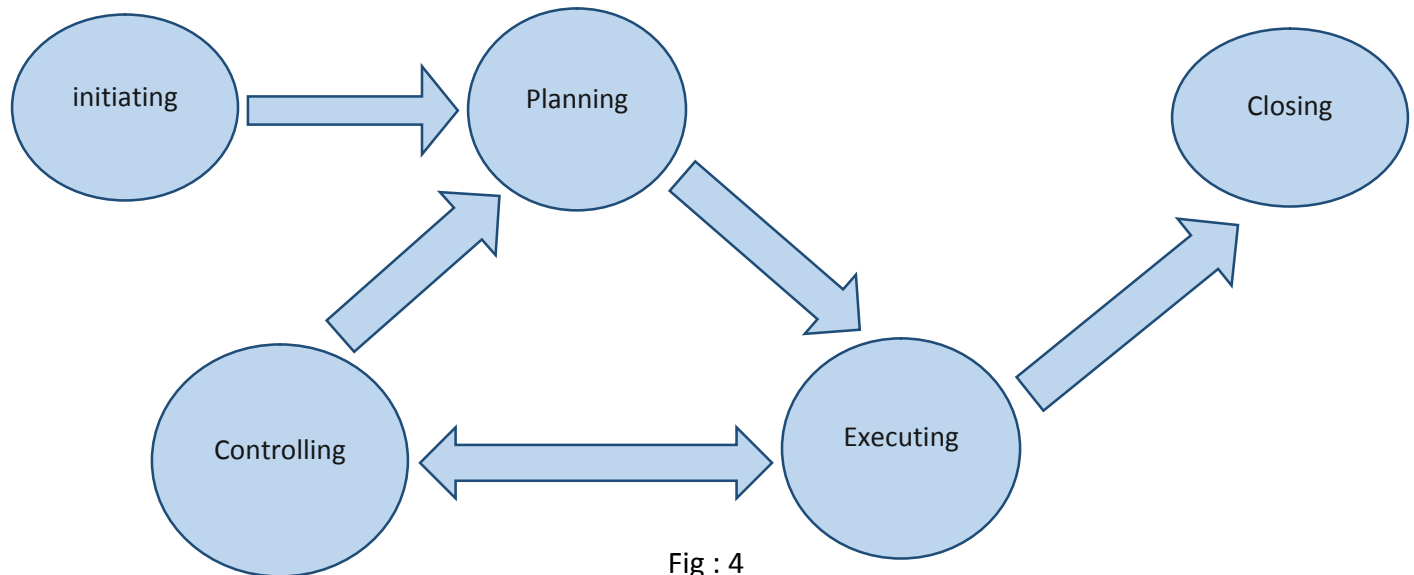 initiating
Planning
Closing
Controlling
Executing
Fig : 4